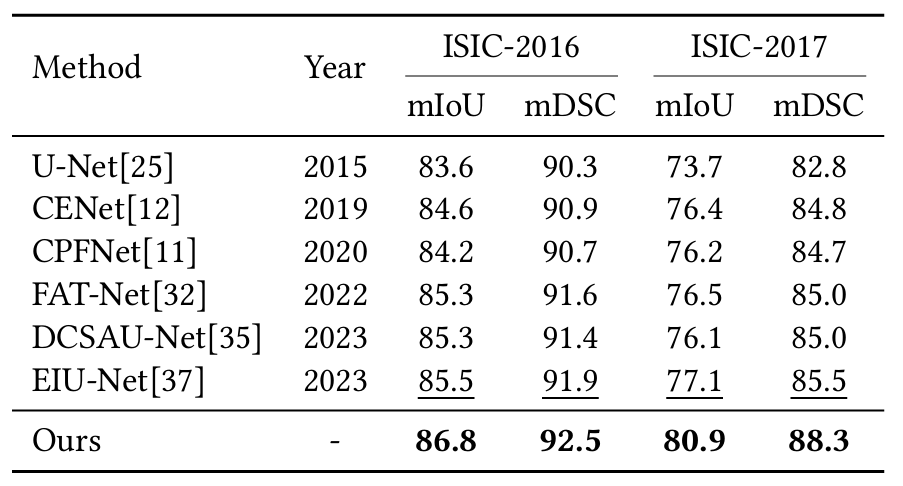 Method Year ISIC-2016 ISIC-2017
mIoU mDSC mIoU mDSC
U-Net[25] 2015 83.6 90.3 73.7 82.8
CENet[12] 2019 84.6 90.9 76.4 84.8
CPFNet[11] 2020 84.2 90.7 76.2 84.7
FAT-Net[32] 2022 85.3 91.6 76.5 85.0
DCSAU-Net[35] 2023 85.3 91.4 76.1 85.0
EIU-Net[37] 2023 85.5 91.9 77.1 85.5
Ours - 86.8 92.5 80.9 88.3